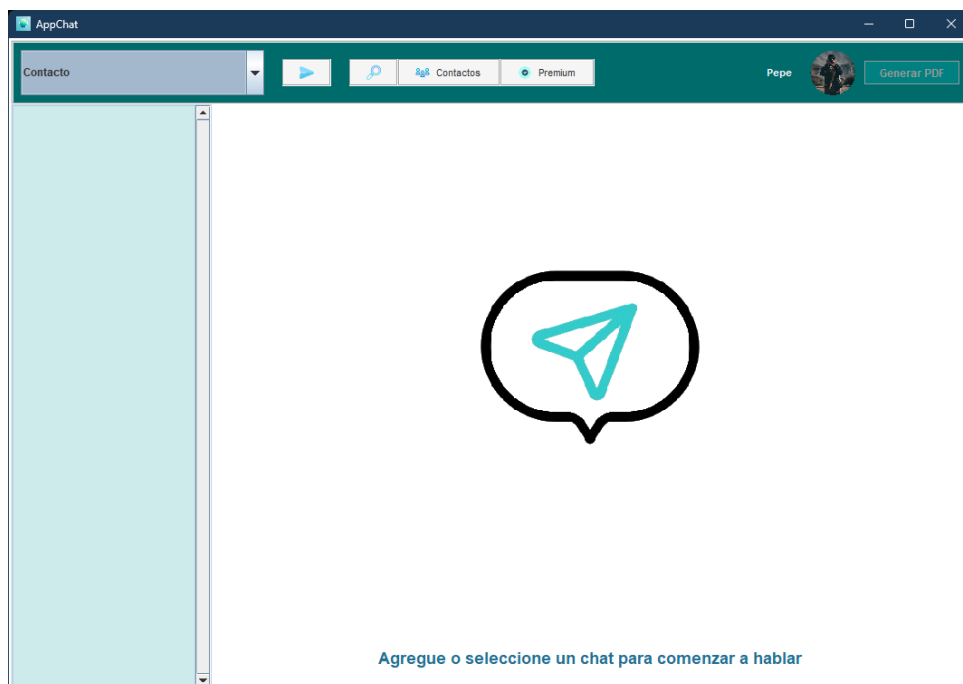 AppChat
Contacto
Contactos
Premium
Pepe
Generar PDF
Agregue o seleccione un chat para comenzar a hablar